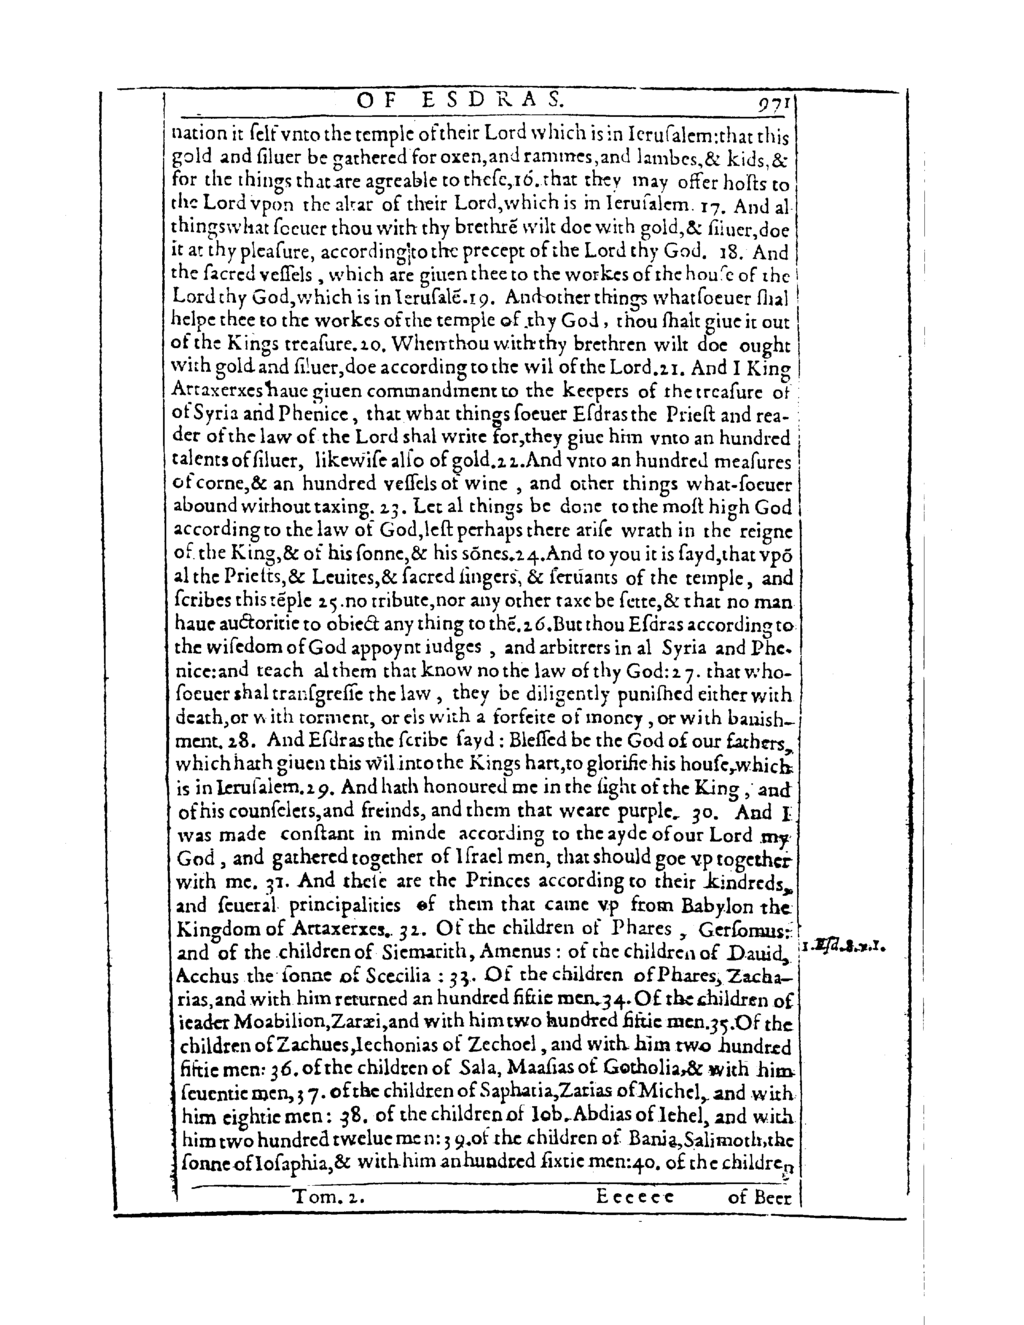 OF ESDRAS. 971
nation it ſelf vnto the temple of their Lord which is in Ieruſalem:that this
gold and ſiluer be gathered for oxen,and rammes,and lambes,& kids,&
for the things that are agreable to theſe,16.that they may offer hoſts to
the Lord vpon the altar of their Lord,which is in Ieruſalem. 17. And al
things what ſoeuer thou with thy brethrē wilt doe with gold,& ſiluer,doe
it at thy pleaſure, according to the precept of the Lord thy God. 18. And
the ſacred veſſels , which are giuen thee to the workes of the houſe of the
Lord thy God,which is in Ieruſalē.19. And other things whatſoeuer ſhal
helpe thee to the workes of the temple of thy God , thou ſhalt giue it out
of the Kings treaſure.20. When thou with thy brethren wilt doe ought
with gold and ſiluer,doe according to the wil of the Lord.21. And I King
Artaxerxes haue giuen commandment to the keepers of the treaſure of
of Syria and Phenice, that what things ſoeuer Eſdras the Prieſt and rea-
der of the law of the Lord shal write for,they giue him vnto an hundred
talents of ſiluer, likewiſe alſo of gold.22.And vnto an hundred meaſures
of corne,& an hundred veſſels of wine , and other things what-ſoeuer
abound without taxing. 23. Let al things be done to the moſt high God
according to the law of God,leſt perhaps there ariſe wrath in the reigne
of the King,& of his ſonne,& his sōnes.24.And to you it is ſayd,that vpō
al the Prieſts,& Leuites,& ſacred ſingers, & ſeruants of the temple, and
ſcribes this tēple 25.no tribute,nor any other taxe be ſette,& that no man
haue auctoritie to obiect any thing to thē.26.But thou Eſdras according to
the wiſedom of God appoynt iudges , and arbitrers in al Syria and Phe-
nice:and teach al them that know no the law of thy God:27. that who-
ſoeuer shal tranſgreſſe the law , they be diligently puniſhed either with
death,or with torment, or els with a forfeite of money , or with banish-
ment. 28. And Eſdras the ſcribe ſayd : Bleſſed be the God of our fathers,
which hath giuen this wil into the Kings hart,to glorifie his houſe,which
is in Ieruſalem.29. And hath honoured me in the ſight of the King , and
of his counſelers,and freinds, and them that weare purple. 30. And I
was made conſtant in minde according to the ayde of our Lord my
God , and gathered together of Iſrael men, that should goe vp together
with me. 31. And theſe are the Princes according to their kindreds,
and ſeueral principalities of them that came vp from Babylon the
Kingdom of Artaxerxes. 32. Of the children of Phares , Gerſomus:
and of the children of Siemarith, Amenus : of the children of Dauid,
1.Eſd.8.v.1.
Acchus the ſonne of Scecilia : 33. Of the children of Phares, Zacha-
rias,and with him returned an hundred fiftie men.34.Of the children of
leader Moabilion,Zaræi,and with him two hundred fiftie men.35.Of the
children of Zachues,Iechonias of Zechoel , and with him two hundred
fiftie men: 36. of the children of Sala, Maaſias of Gotholia,& with him
ſeuentie men, 37. of the children of Saphatia,Zarias of Michel, and with
him eightie men: 38. of the children of Iob. Abdias of Iehel, and with
him two hundred twelue men:39.of the children of Bania,Salimoth,the
ſonne of Ioſaphia,& with him an hundred ſixtie men:40. of the children
Tom. 2. Eeeeee of Beer